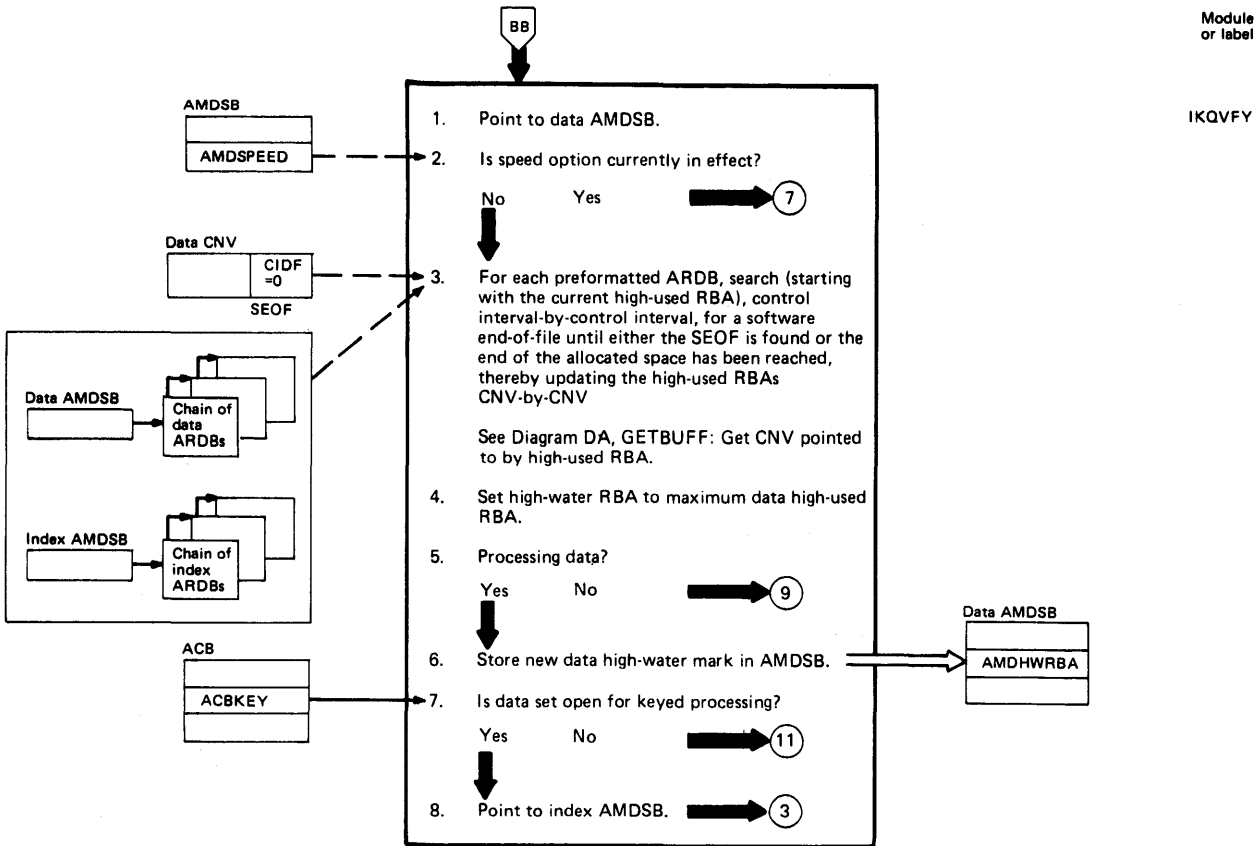 BB
Module
or label
IKQVFY
AMDSB
AMDSPEED
1. Point to data AMDSB.
2. Is speed option currently in effect?
No Yes 7
Data CNV
CIDF
=0
SEOF
3. For each preformatted ARDB, search (starting
with the current high-used RBA), control
interval-by-control interval, for a software
end-of-file until either the SEOF is found or the
end of the allocated space has been reached,
thereby updating the high-used RBAs
CNV-by-CNV
See Diagram DA, GETBUFF: Get CNV pointed
to by high-used RBA.
Data AMDSB
Chain of
data
ARDBs
Index AMDSB
Chain of
index
ARDBs
4. Set high-water RBA to maximum data high-used
RBA.
5. Processing data?
Yes No 9
6. Store new data high-water mark in AMDSB.
Data AMDSB
AMDHWRBA
ACB
ACBKEY
7. Is data set open for keyed processing?
Yes No 11
8. Point to index AMDSB. 3